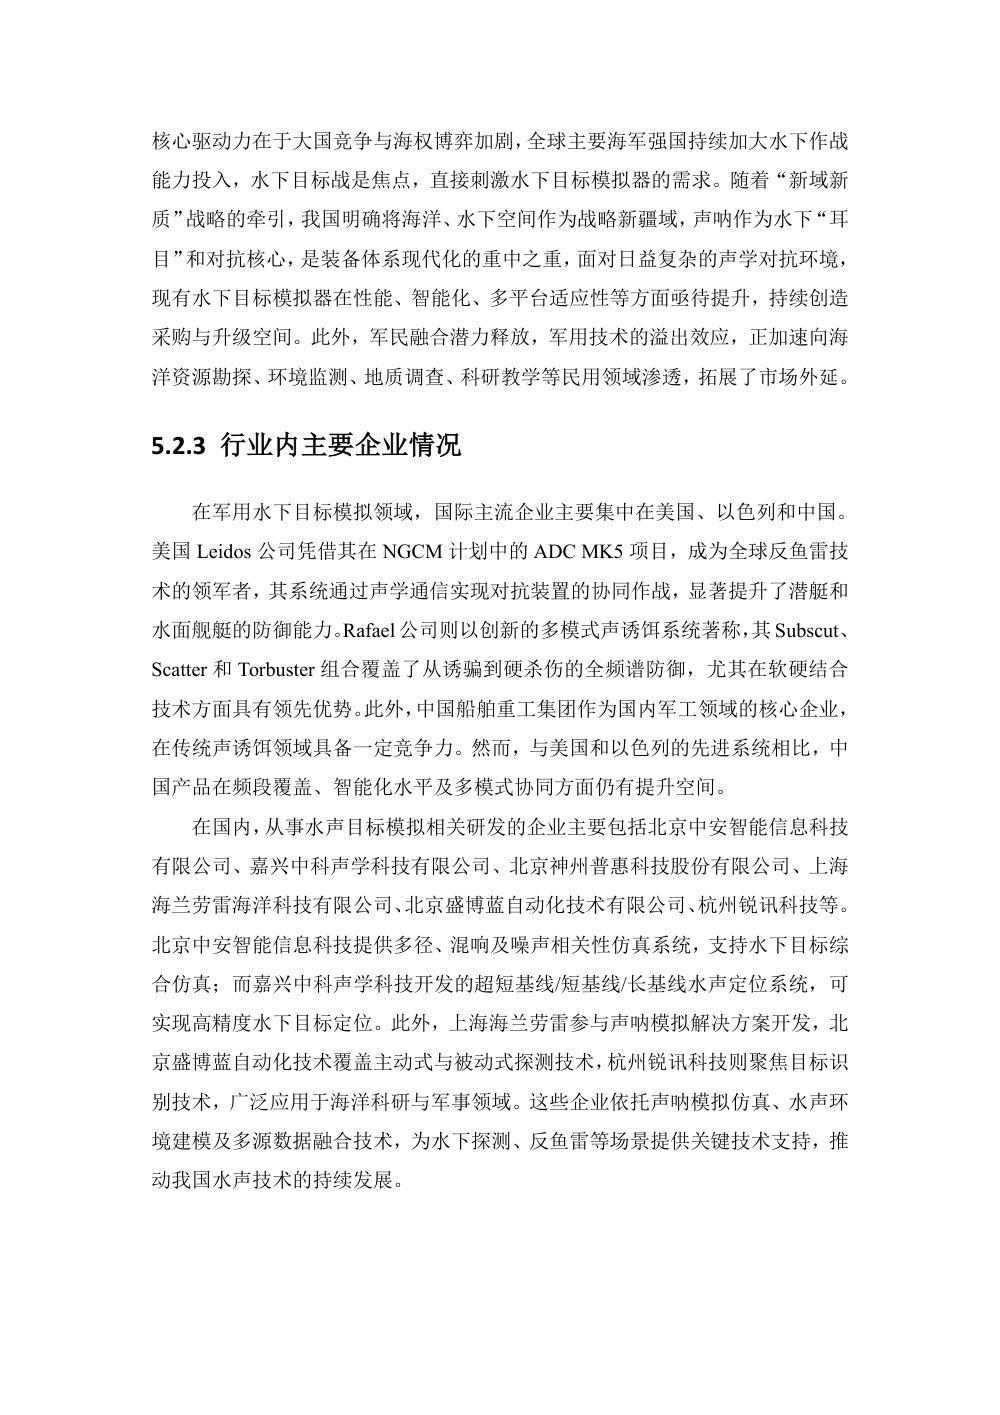 核心驱动力在于大国竞争与海权博弈加剧，全球主要海军强国持续加大水下作战
能力投入，水下目标战是焦点，直接刺激水下目标模拟器的需求。随着“新域新
质”战略的牵引，我国明确将海洋、水下空间作为战略新疆域，声呐作为水下“耳
目”和对抗核心，是装备体系现代化的重中之重，面对日益复杂的声学对抗环境，
现有水下目标模拟器在性能、智能化、多平台适应性等方面亟待提升，持续创造
采购与升级空间。此外，军民融合潜力释放，军用技术的溢出效应，正加速向海
洋资源勘探、环境监测、地质调查、科研教学等民用领域渗透，拓展了市场外延。
5.2.3 行业内主要企业情况
在军用水下目标模拟领域，国际主流企业主要集中在美国、以色列和中国。
美国 Leidos 公司凭借其在 NGCM 计划中的 ADC MK5 项目，成为全球反鱼雷技
术的领军者，其系统通过声学通信实现对抗装置的协同作战，显著提升了潜艇和
水面舰艇的防御能力。Rafael 公司则以创新的多模式声诱饵系统著称，其 Subscut、
Scatter 和 Torbuster 组合覆盖了从诱骗到硬杀伤的全频谱防御，尤其在软硬结合
技术方面具有领先优势。此外，中国船舶重工集团作为国内军工领域的核心企业，
在传统声诱饵领域具备一定竞争力。然而，与美国和以色列的先进系统相比，中
国产品在频段覆盖、智能化水平及多模式协同方面仍有提升空间。
在国内，从事水声目标模拟相关研发的企业主要包括北京中安智能信息科技
有限公司、嘉兴中科声学科技有限公司、北京神州普惠科技股份有限公司、上海
海兰劳雷海洋科技有限公司、北京盛博蓝自动化技术有限公司、杭州锐讯科技等。
北京中安智能信息科技提供多径、混响及噪声相关性仿真系统，支持水下目标综
合仿真；而嘉兴中科声学科技开发的超短基线/短基线/长基线水声定位系统，可
实现高精度水下目标定位。此外，上海海兰劳雷参与声呐模拟解决方案开发，北
京盛博蓝自动化技术覆盖主动式与被动式探测技术，杭州锐讯科技则聚焦目标识
别技术，广泛应用于海洋科研与军事领域。这些企业依托声呐模拟仿真、水声环
境建模及多源数据融合技术，为水下探测、反鱼雷等场景提供关键技术支持，推
动我国水声技术的持续发展。